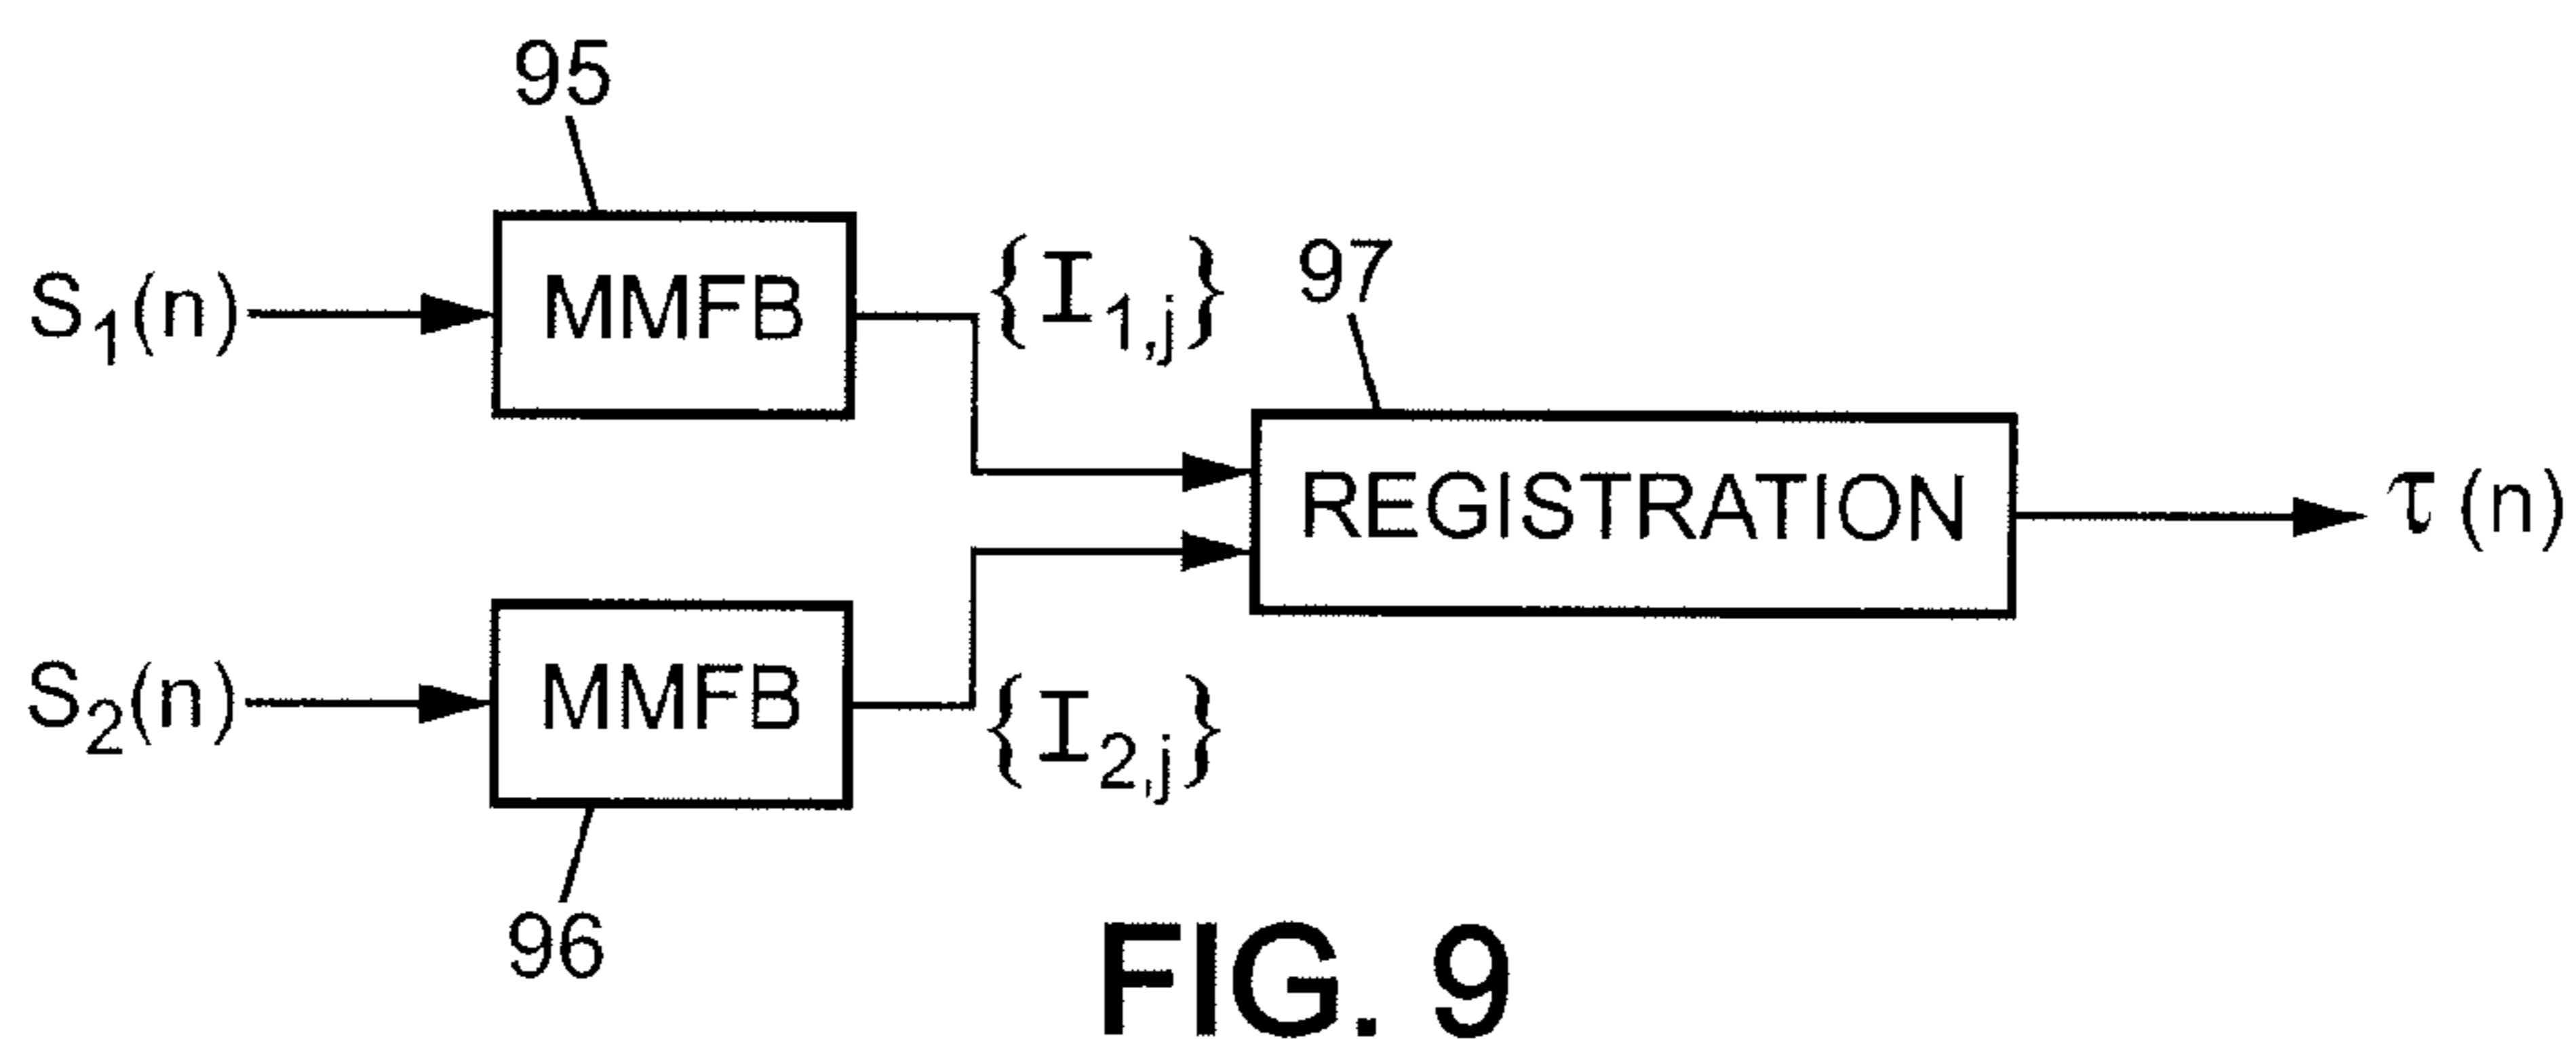 95
S₁(n)
MMFB
{I₁,ⱼ}
97
REGISTRATION
τ(n)
S₂(n)
MMFB
{I₂,ⱼ}
96
FIG. 9